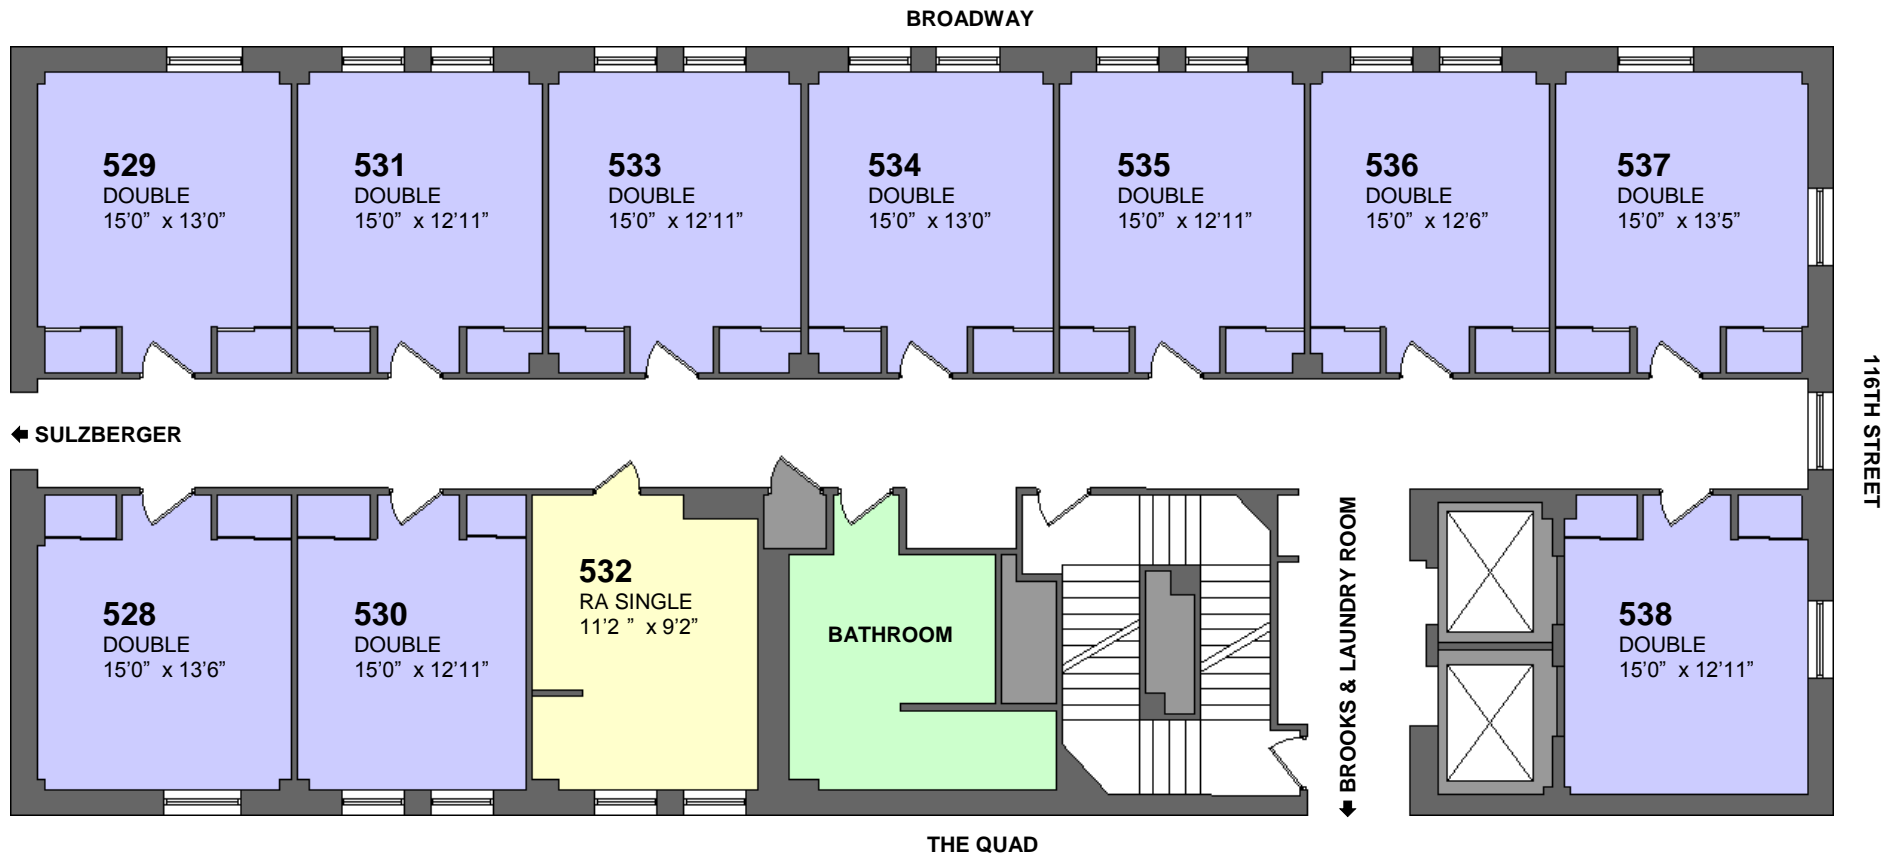 BROADWAY
529
DOUBLE
15'0" x 13'0"
531
DOUBLE
15'0" x 12'11"
533
DOUBLE
15'0" x 12'11"
534
DOUBLE
15'0" x 13'0"
535
DOUBLE
15'0" x 12'11"
536
DOUBLE
15'0" x 12'6"
537
DOUBLE
15'0" x 13'5"
116TH STREET
SULZBERGER
528
DOUBLE
15'0" x 13'6"
530
DOUBLE
15'0" x 12'11"
532
RA SINGLE
11'2 " x 9'2"
BATHROOM
BROOKS & LAUNDRY ROOM
538
DOUBLE
15'0" x 12'11"
THE QUAD